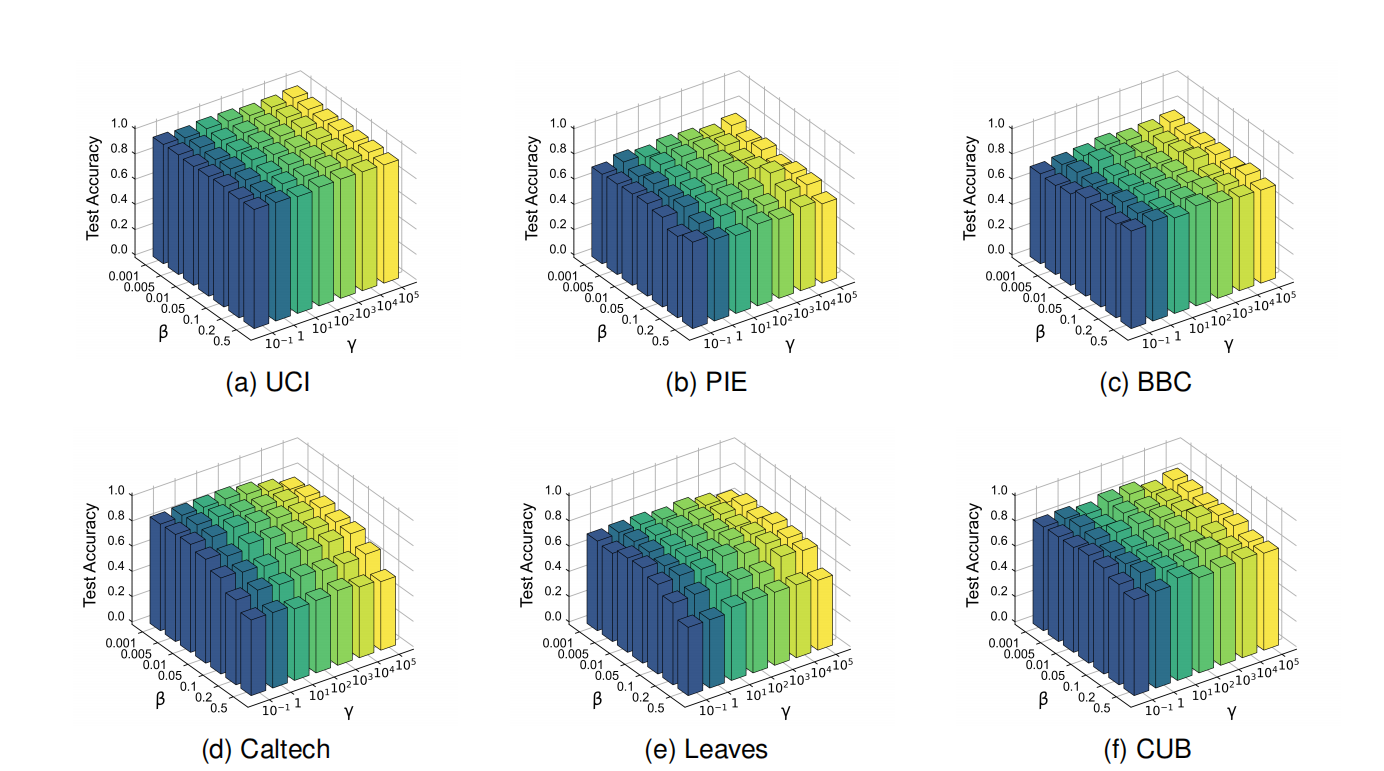 Test Accuracy
1.0
0.8
0.6
0.4
0.2
0.0
0.001
0.005
0.01
0.05
0.1
0.2
0.5
β
10⁻¹ 1 10¹ 10² 10³ 10⁴ 10⁵
γ
(a) UCI
Test Accuracy
1.0
0.8
0.6
0.4
0.2
0.0
0.001
0.005
0.01
0.05
0.1
0.2
0.5
β
10⁻¹ 1 10¹ 10² 10³ 10⁴ 10⁵
γ
(b) PIE
Test Accuracy
1.0
0.8
0.6
0.4
0.2
0.0
0.001
0.005
0.01
0.05
0.1
0.2
0.5
β
10⁻¹ 1 10¹ 10² 10³ 10⁴ 10⁵
γ
(c) BBC
Test Accuracy
1.0
0.8
0.6
0.4
0.2
0.0
0.001
0.005
0.01
0.05
0.1
0.2
0.5
β
10⁻¹ 1 10¹ 10² 10³ 10⁴ 10⁵
γ
(d) Caltech
Test Accuracy
1.0
0.8
0.6
0.4
0.2
0.0
0.001
0.005
0.01
0.05
0.1
0.2
0.5
β
10⁻¹ 1 10¹ 10² 10³ 10⁴ 10⁵
γ
(e) Leaves
Test Accuracy
1.0
0.8
0.6
0.4
0.2
0.0
0.001
0.005
0.01
0.05
0.1
0.2
0.5
β
10⁻¹ 1 10¹ 10² 10³ 10⁴ 10⁵
γ
(f) CUB